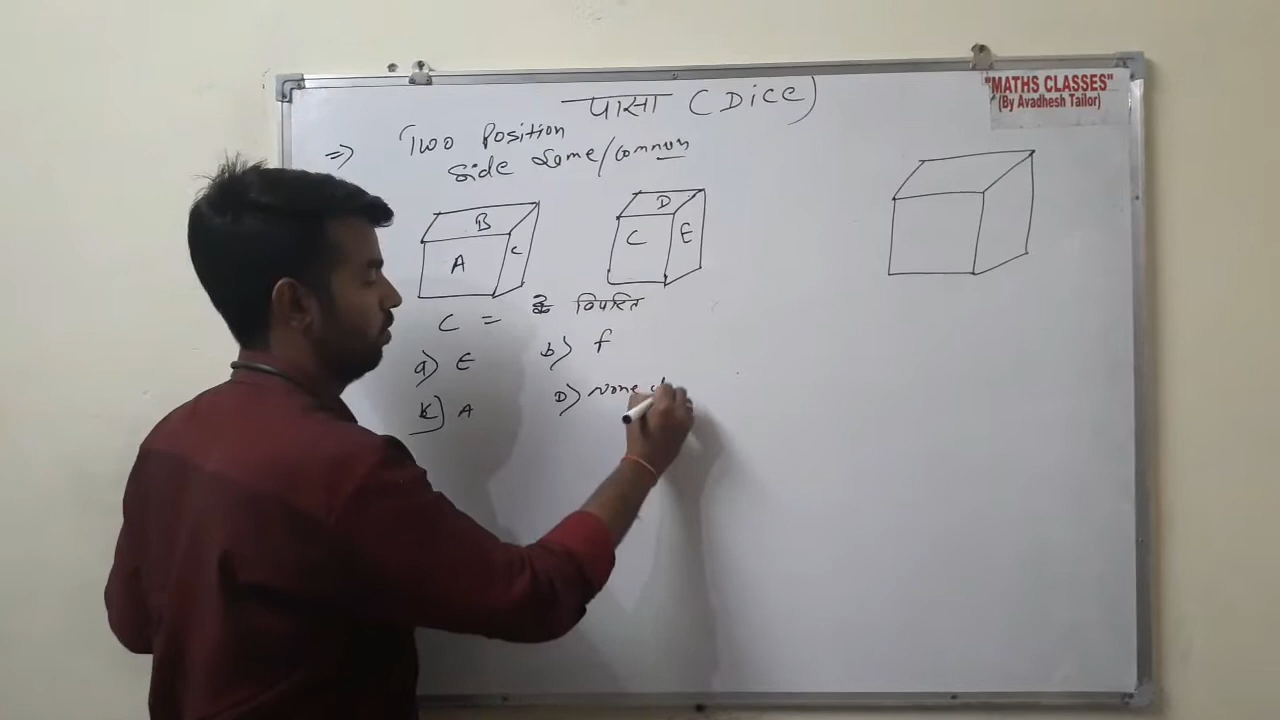 पासा (Dice)
"MATHS CLASSES"
(By Avadhesh Tailor)
⇒ Two Position
Side Same/Common
B
A
C
D
C
E
C = विपरित
a) E
b) f
A
D) None